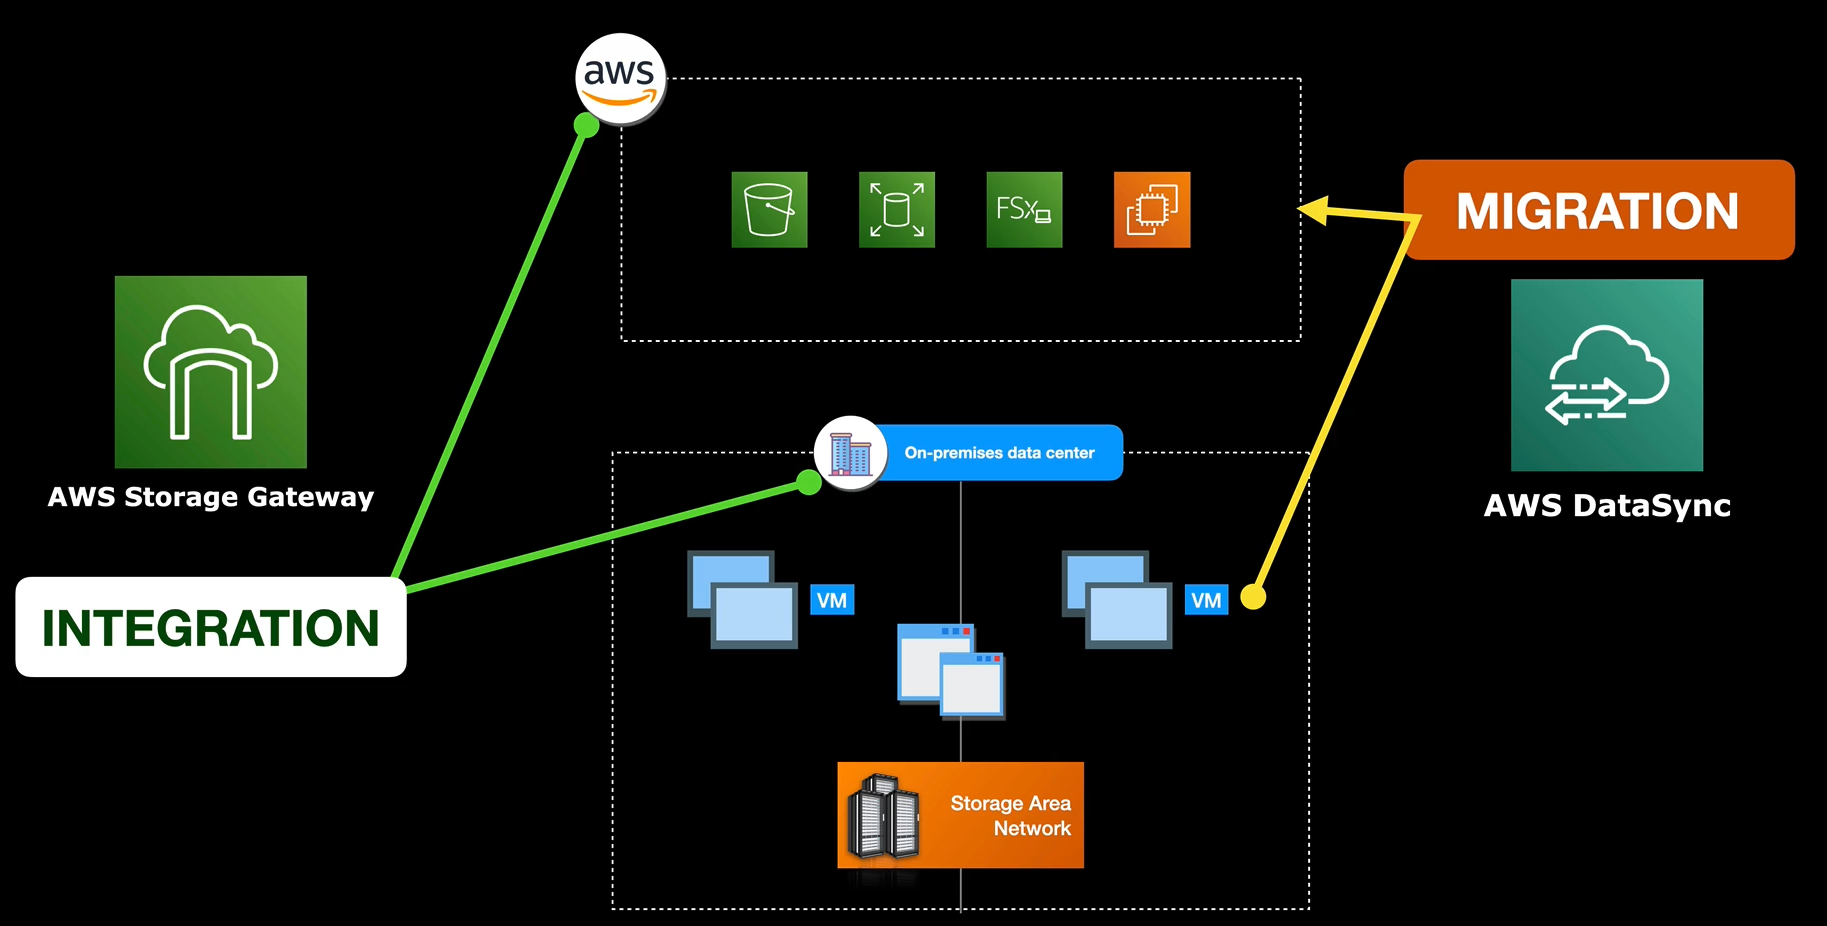 aws
FSx
MIGRATION
AWS Storage Gateway
On-premises data center
AWS DataSync
INTEGRATION
VM
VM
Storage Area
Network